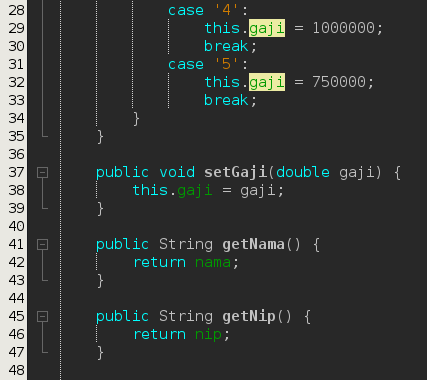 28 case '4':
29 this.gaji = 1000000;
30 break;
31 case '5':
32 this.gaji = 750000;
33 break;
34 }
35 }
36
37 public void setGaji(double gaji) {
38 this.gaji = gaji;
39 }
40
41 public String getNama() {
42 return nama;
43 }
44
45 public String getNip() {
46 return nip;
47 }
48